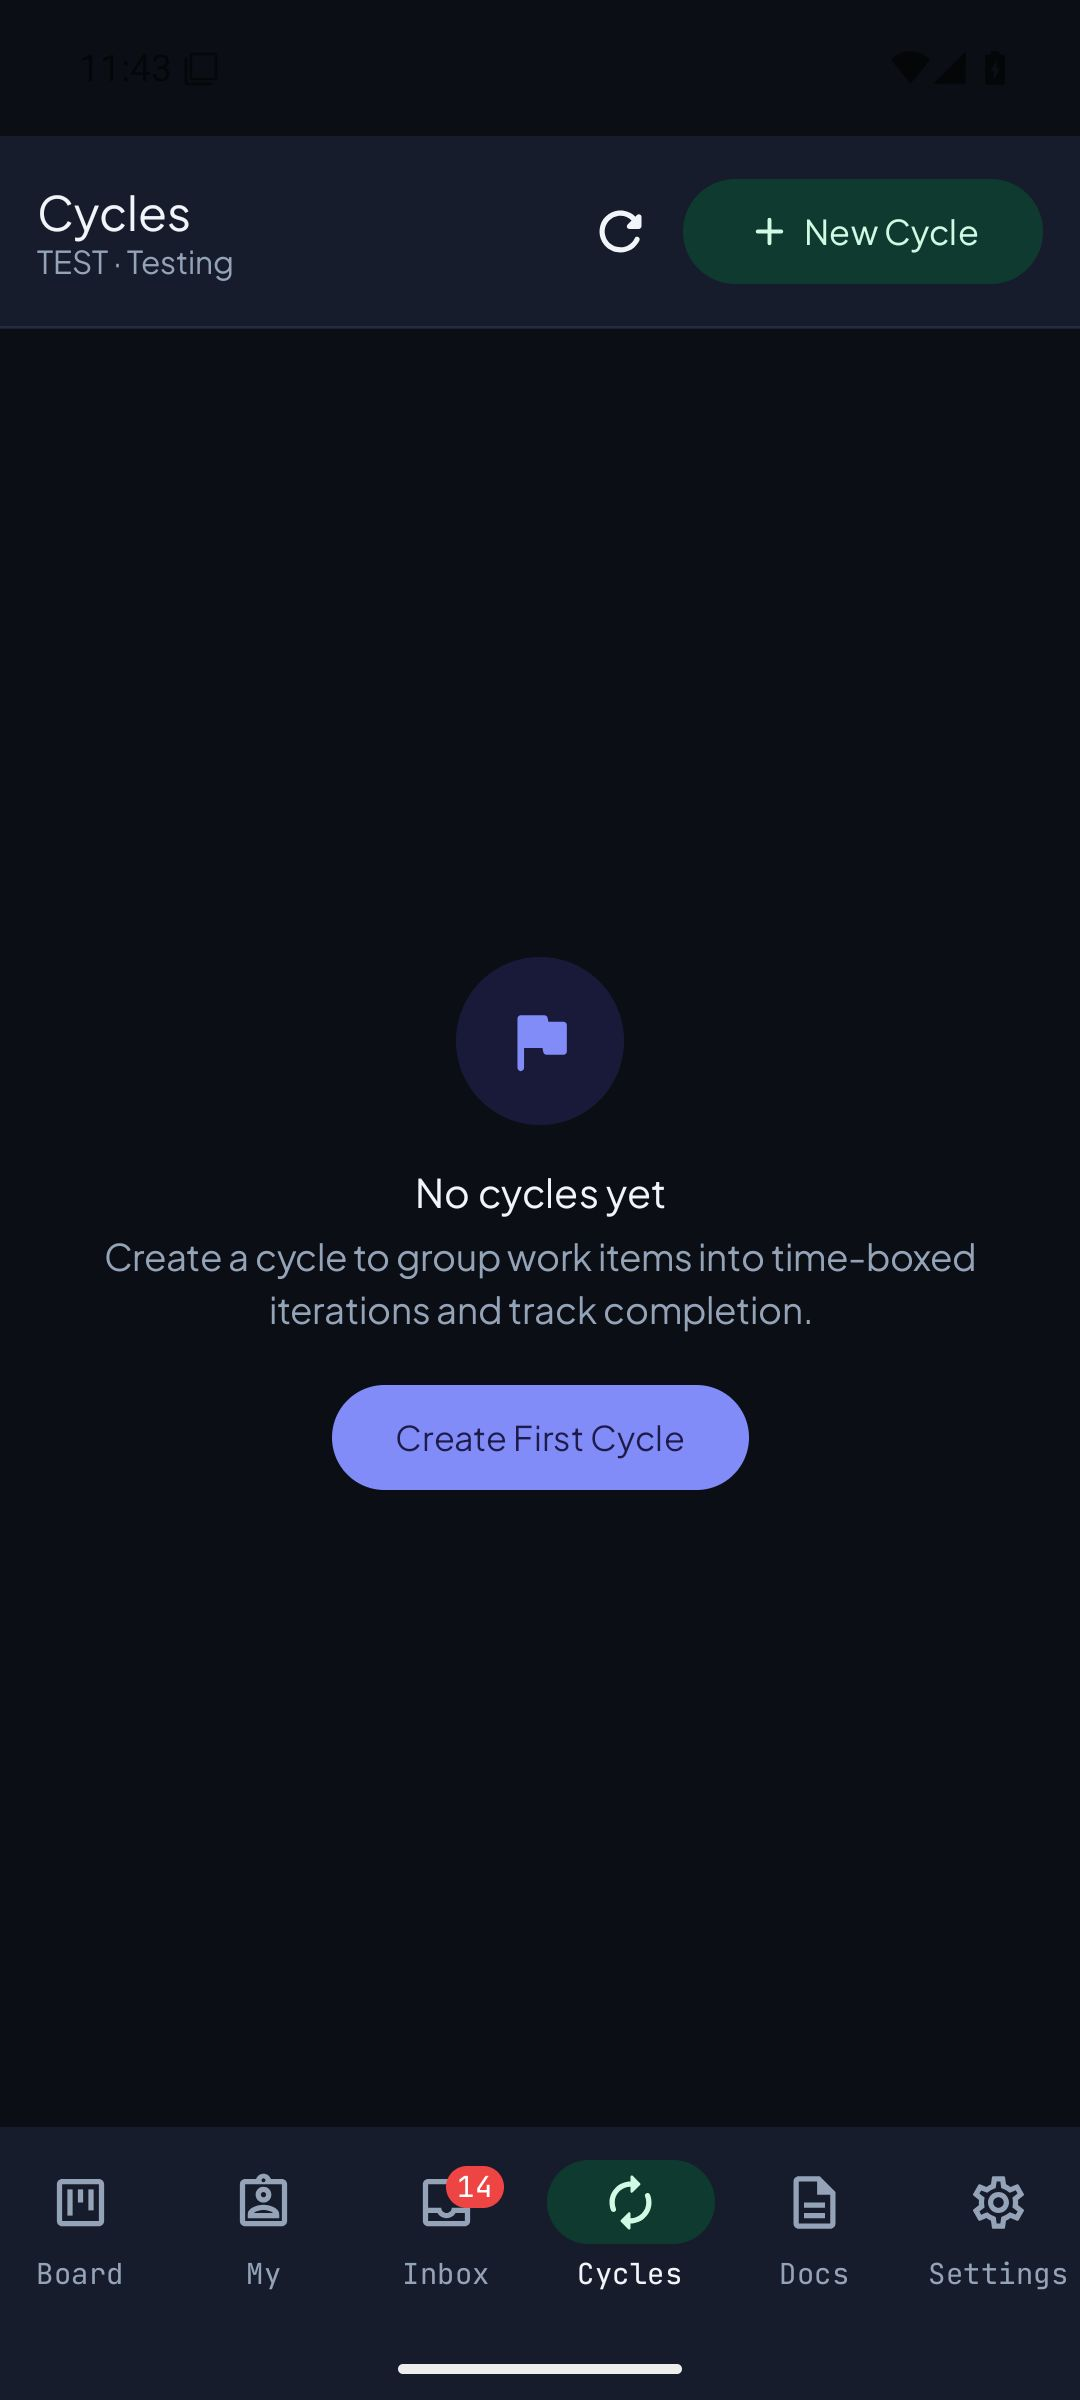 11:43
Cycles
TEST · Testing
New Cycle
No cycles yet
Create a cycle to group work items into time-boxed
iterations and track completion.
Create First Cycle
14
Board
My
Inbox
Cycles
Docs
Settings